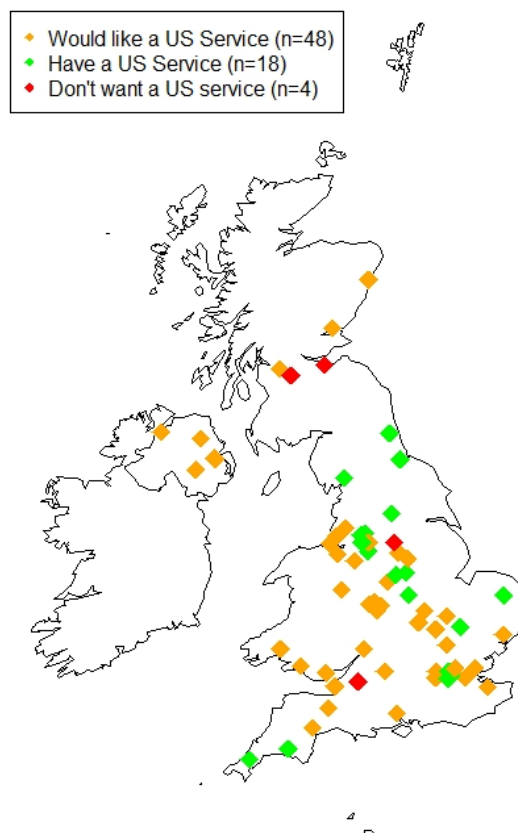 Would like a US Service (n=48)
Have a US Service (n=18)
Don't want a US service (n=4)